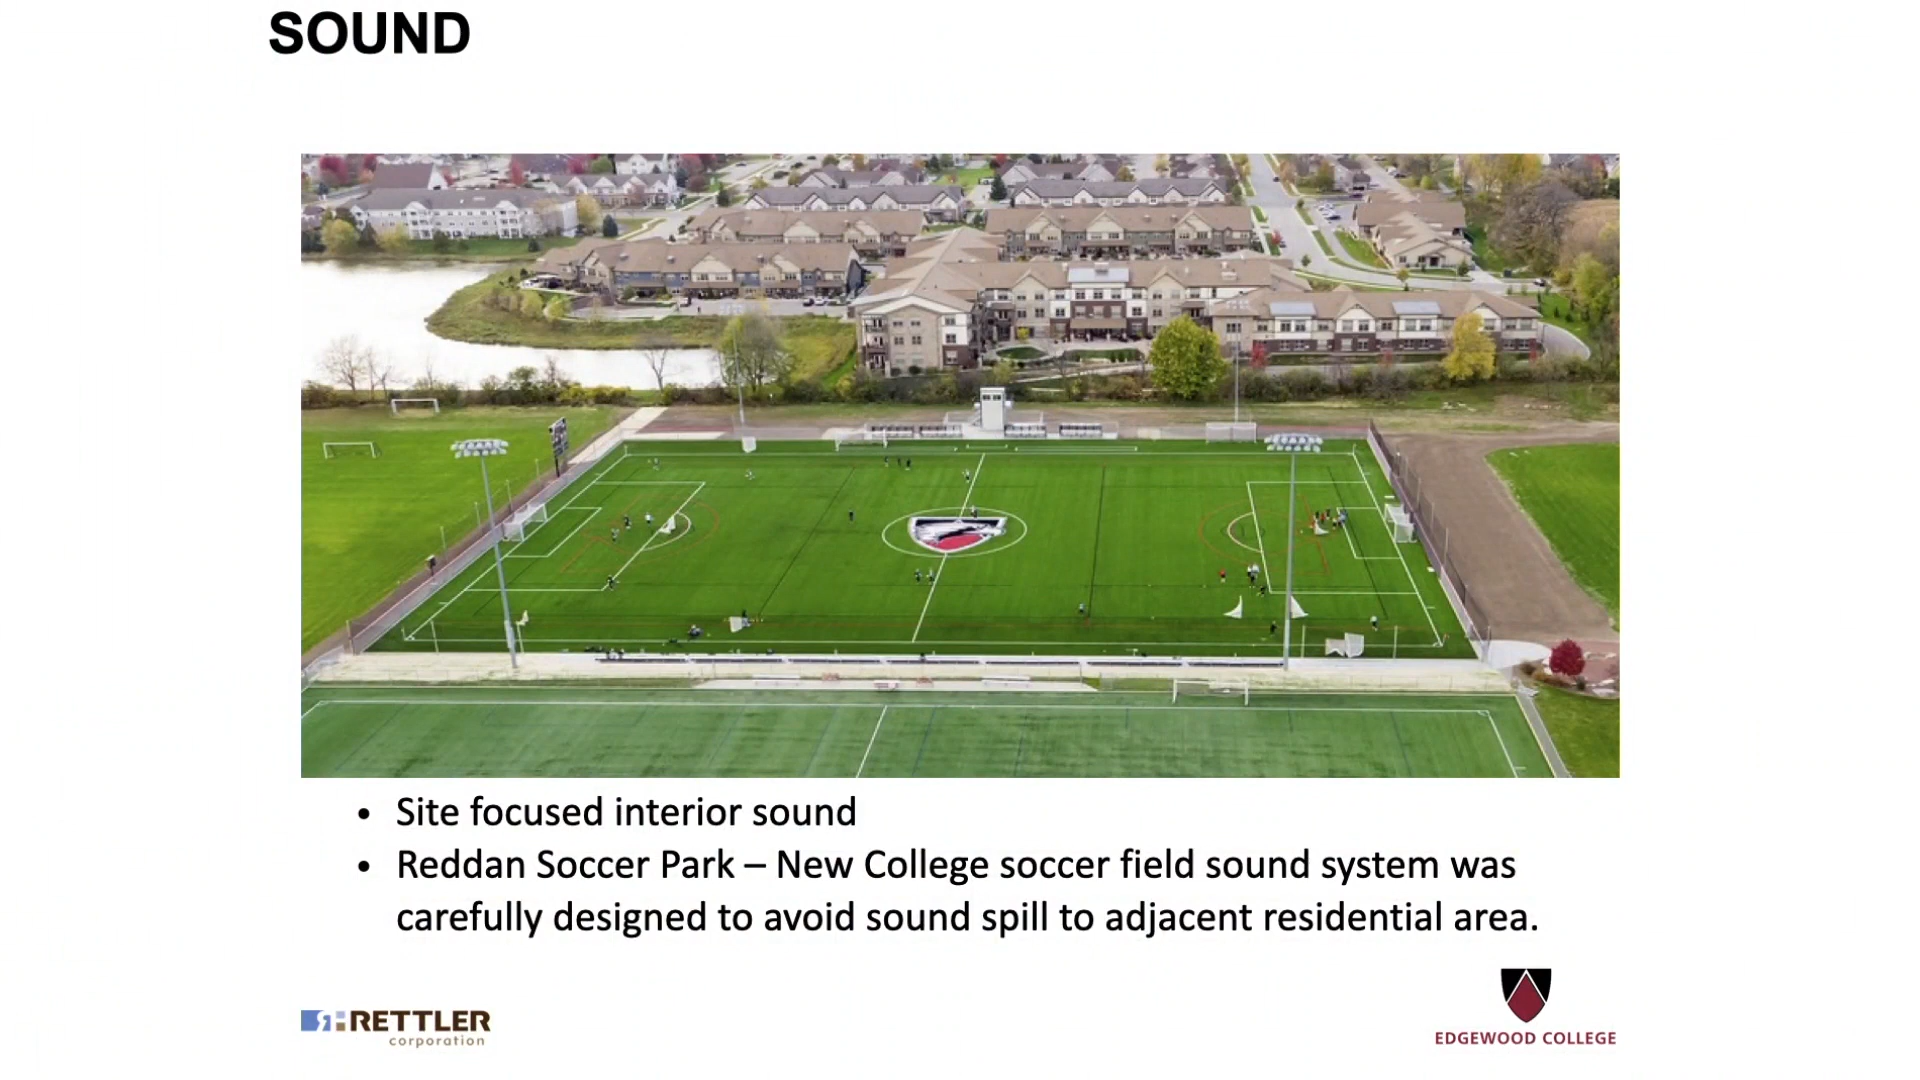 SOUND
• Site focused interior sound
• Reddan Soccer Park – New College soccer field sound system was
carefully designed to avoid sound spill to adjacent residential area.
RETTLER
corporation
EDGEWOOD COLLEGE